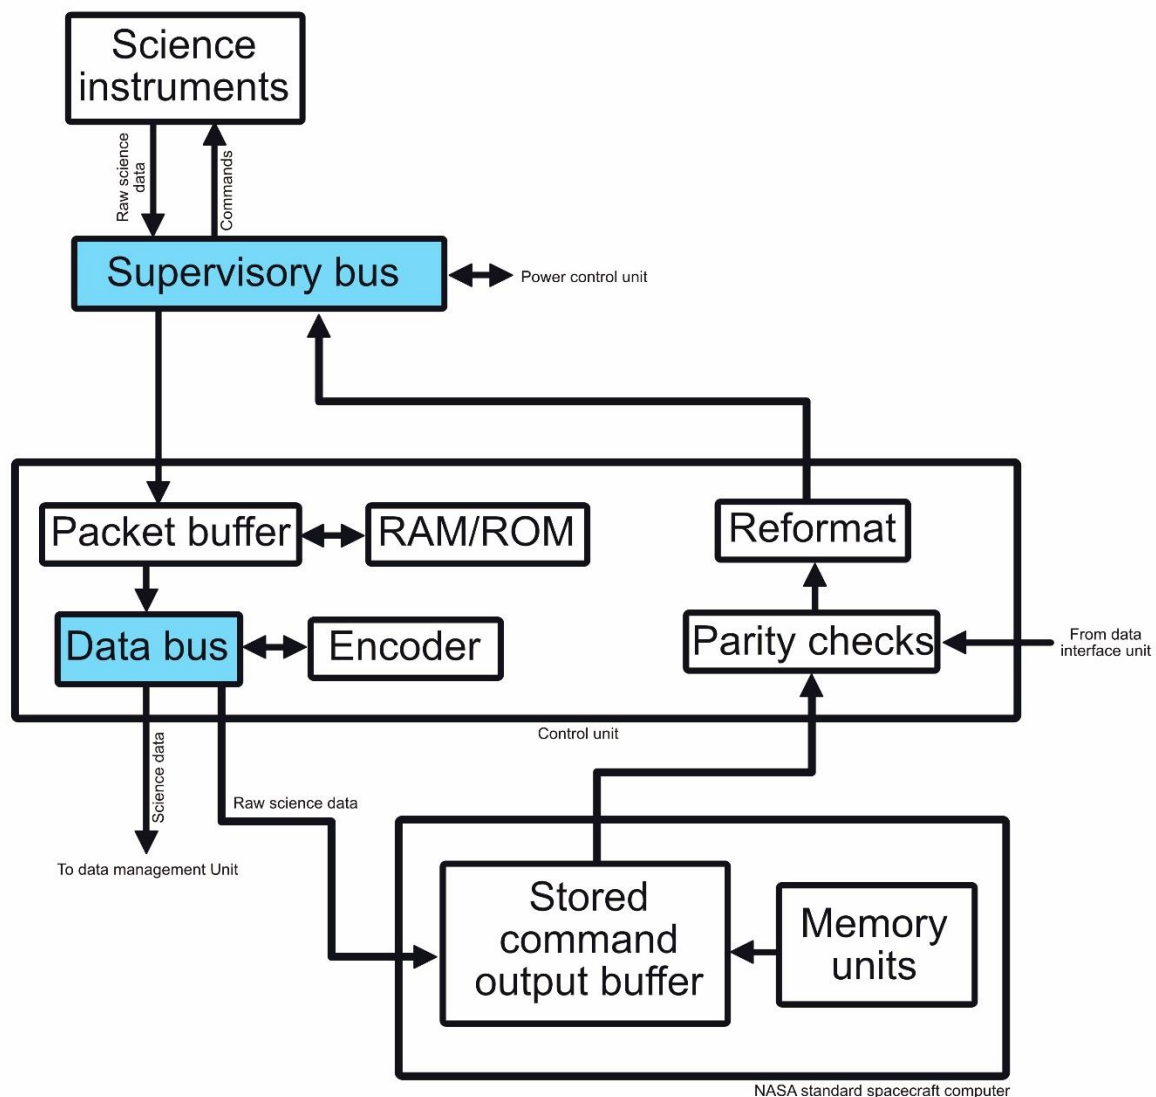 Science
instruments
Raw science
data
Commands
Supervisory bus
Power control unit
Packet buffer
RAM/ROM
Reformat
Data bus
Encoder
Parity checks
From data
interface unit
Control unit
Science data
Raw science data
To data management Unit
Stored
command
output buffer
Memory
units
NASA standard spacecraft computer